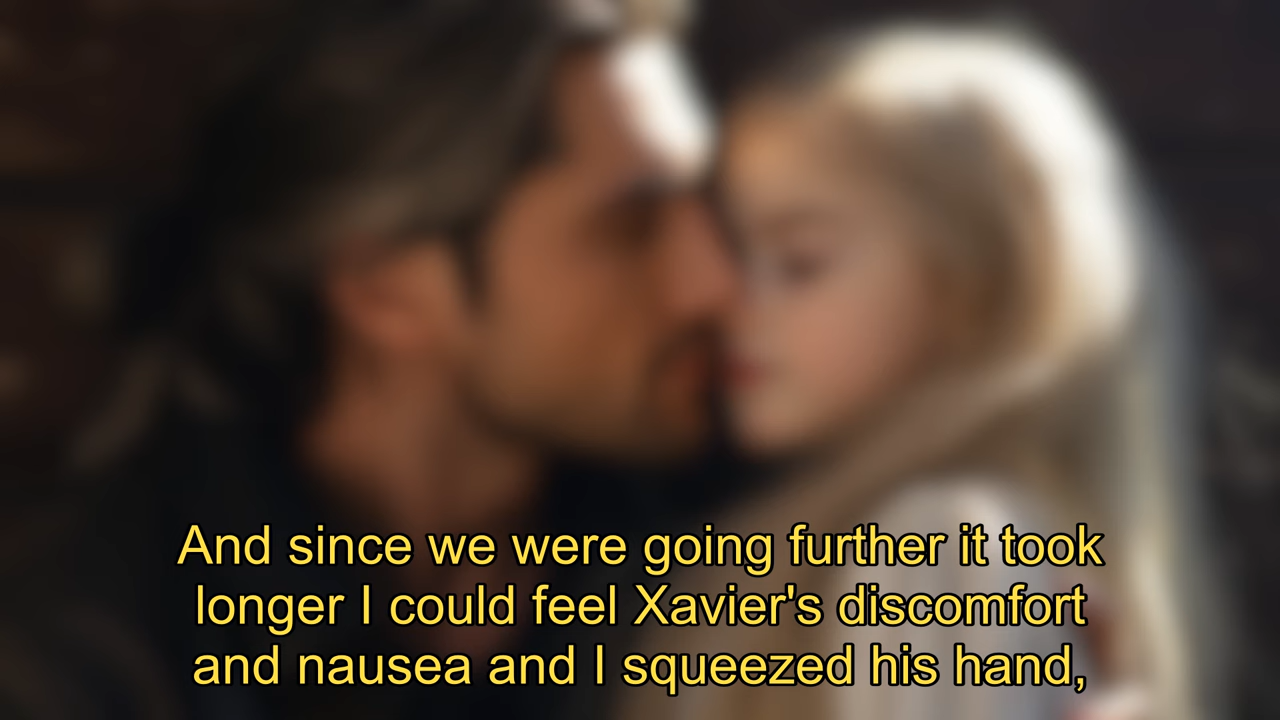 And since we were going further it took
longer I could feel Xavier's discomfort
and nausea and I squeezed his hand,